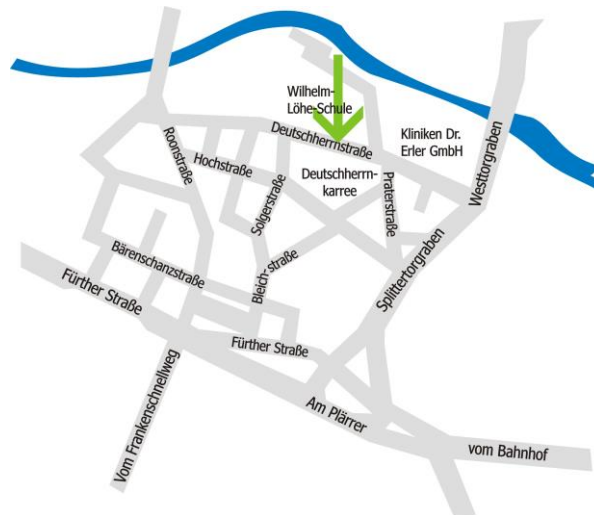 Wilhelm-
Löhe-Schule
Deutschherrnstraße
Kliniken Dr.
Erler GmbH
Westtorgraben
Roonstraße
Hochstraße
Solgerstraße
Deutschherrn-
karree
Praterstraße
Splittertorgraben
Bleich-straße
Bärenschanzstraße
Fürther Straße
Fürther Straße
Vom Frankenschnellweg
Am Plärrer
vom Bahnhof